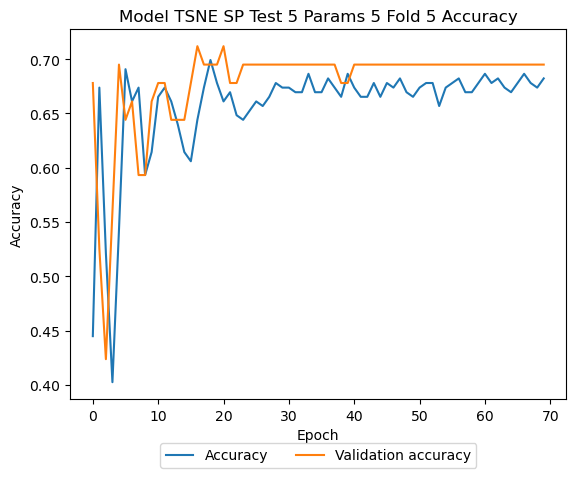 Model TSNE SP Test 5 Params 5 Fold 5 Accuracy
0.70
0.65
0.60
0.55
0.50
0.45
0.40
Accuracy
0 10 20 30 40 50 60 70
Epoch
Accuracy Validation accuracy